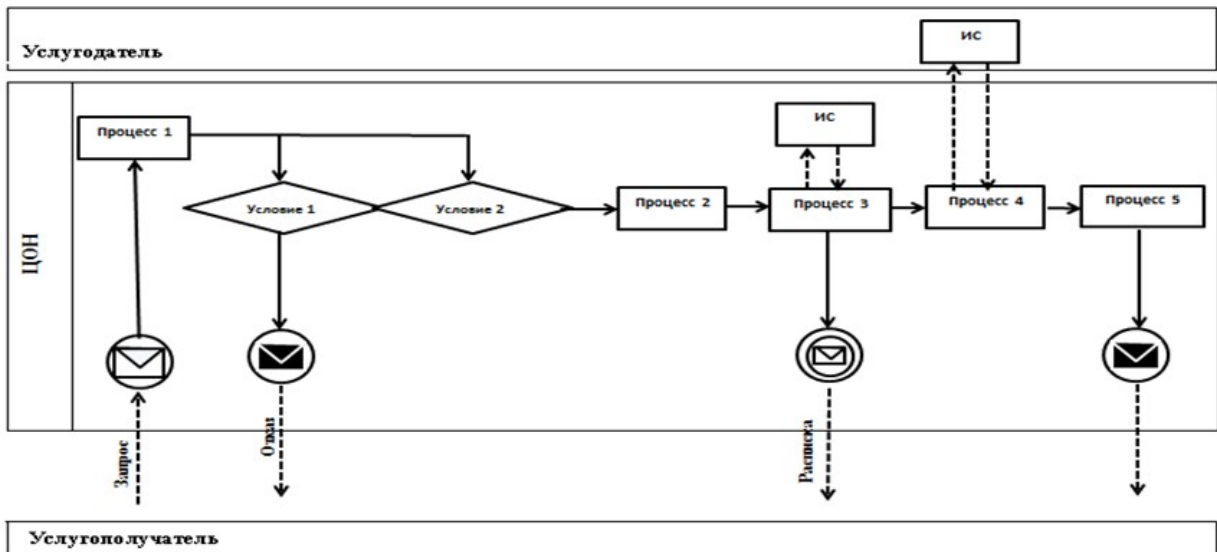 Услугодатель
ИС
ЦОН
Процесс 1
ИС
Условие 1
Условие 2
Процесс 2
Процесс 3
Процесс 4
Процесс 5
Запрос
Расписка
Услугополучатель